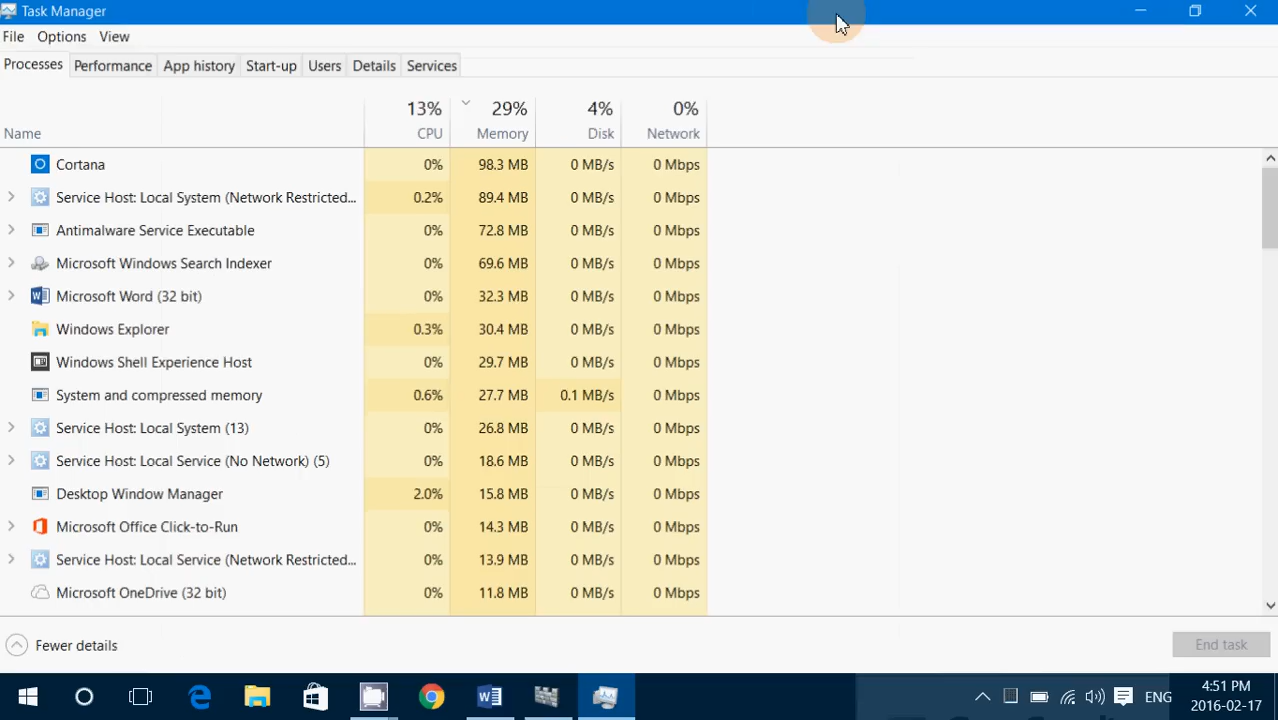 Task Manager
File Options View
Processes Performance App history Start-up Users Details Services
13% 29% 4% 0%
Name CPU Memory Disk Network
Cortana 0% 98.3 MB 0 MB/s 0 Mbps
Service Host: Local System (Network Restricted... 0.2% 89.4 MB 0 MB/s 0 Mbps
Antimalware Service Executable 0% 72.8 MB 0 MB/s 0 Mbps
Microsoft Windows Search Indexer 0% 69.6 MB 0 MB/s 0 Mbps
Microsoft Word (32 bit) 0% 32.3 MB 0 MB/s 0 Mbps
Windows Explorer 0.3% 30.4 MB 0 MB/s 0 Mbps
Windows Shell Experience Host 0% 29.7 MB 0 MB/s 0 Mbps
System and compressed memory 0.6% 27.7 MB 0.1 MB/s 0 Mbps
Service Host: Local System (13) 0% 26.8 MB 0 MB/s 0 Mbps
Service Host: Local Service (No Network) (5) 0% 18.6 MB 0 MB/s 0 Mbps
Desktop Window Manager 2.0% 15.8 MB 0 MB/s 0 Mbps
Microsoft Office Click-to-Run 0% 14.3 MB 0 MB/s 0 Mbps
Service Host: Local Service (Network Restricted... 0% 13.9 MB 0 MB/s 0 Mbps
Microsoft OneDrive (32 bit) 0% 11.8 MB 0 MB/s 0 Mbps
Fewer details End task
ENG 4:51 PM
2016-02-17